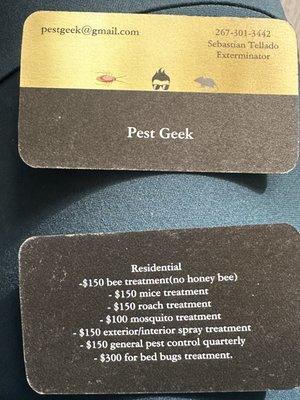 pestgeek@gmail.com
267-301-3442
Sebastian Tellado
Exterminator
Pest Geek
Residential
-$150 bee treatment(no honey bee)
- $150 mice treatment
- $150 roach treatment
- $100 mosquito treatment
- $150 exterior/interior spray treatment
- $150 general pest control quarterly
- $300 for bed bugs treatment.